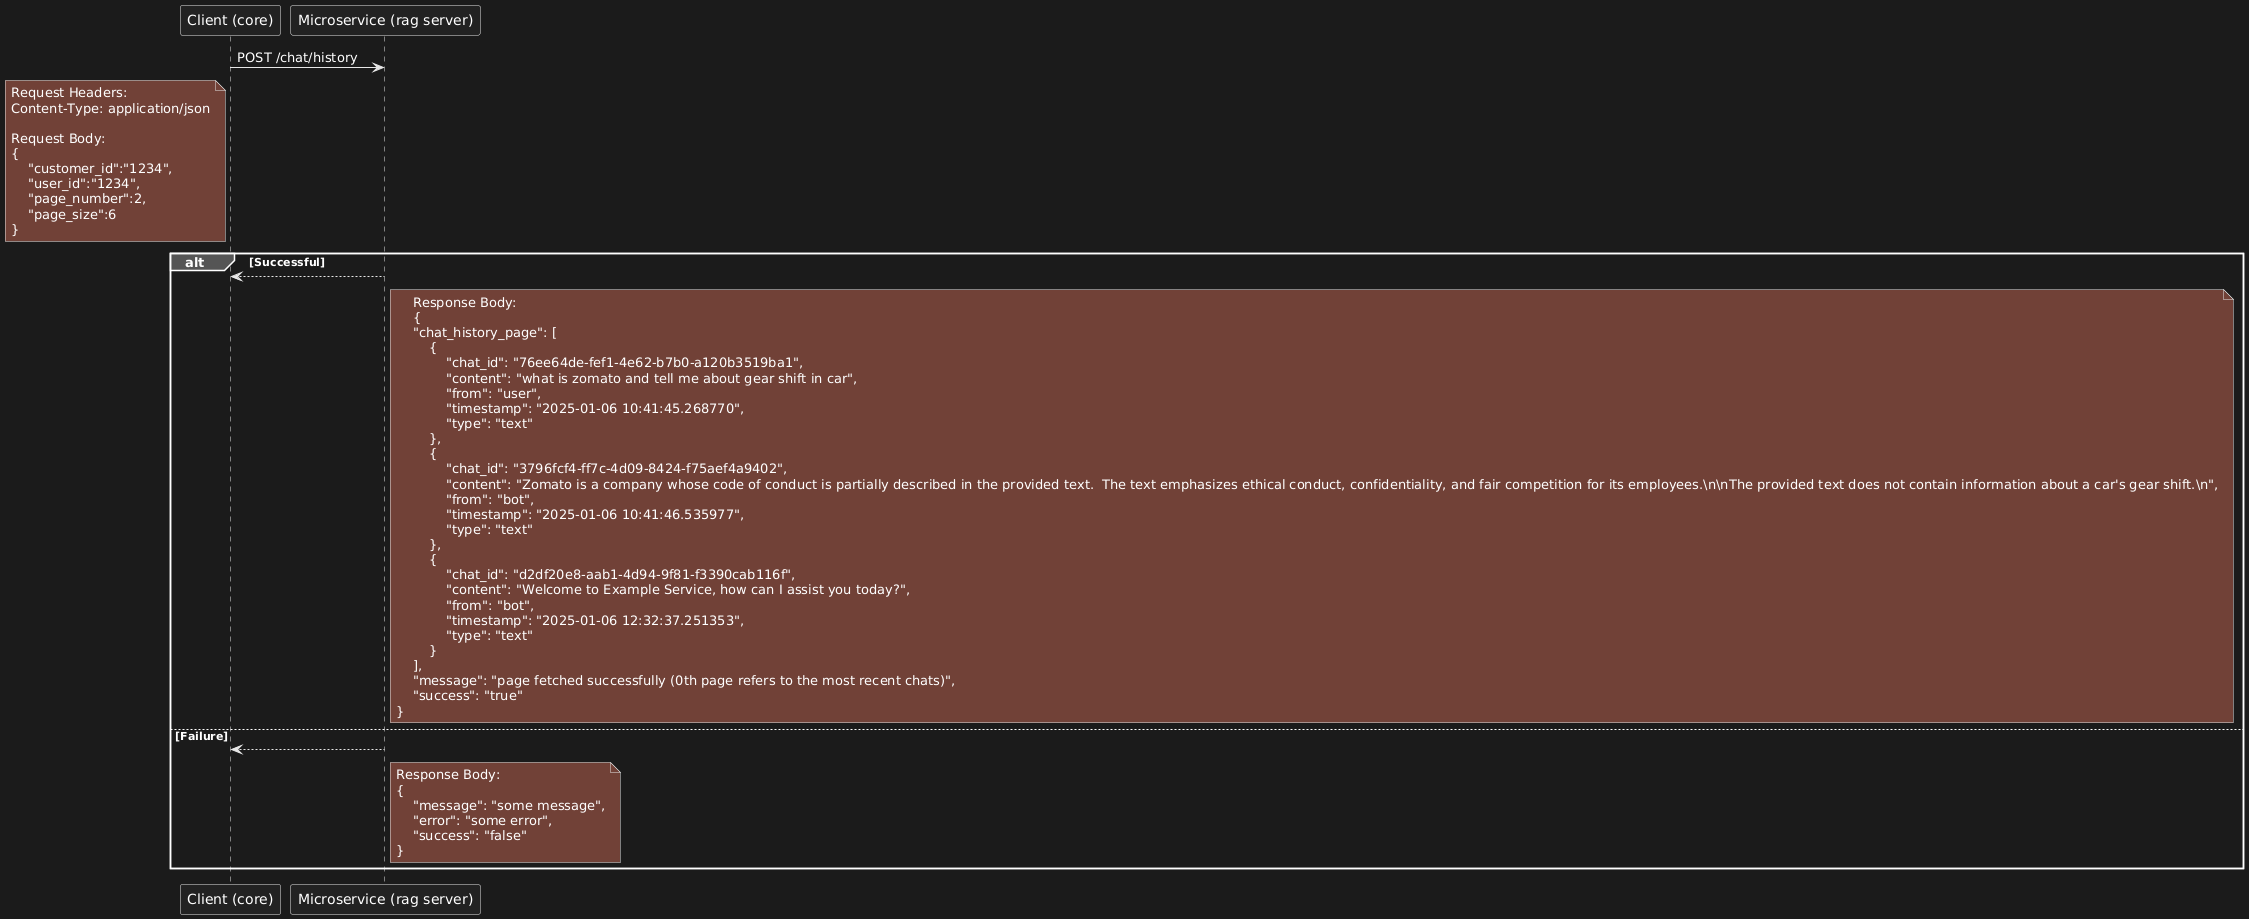 Client (core)
Microservice (rag server)
POST /chat/history
Request Headers:
Content-Type: application/json

Request Body:
{
    "customer_id":"1234",
    "user_id":"1234",
    "page_number":2,
    "page_size":6
}
alt
[Successful]
    Response Body:
    {
    "chat_history_page": [
        {
            "chat_id": "76ee64de-fef1-4e62-b7b0-a120b3519ba1",
            "content": "what is zomato and tell me about gear shift in car",
            "from": "user",
            "timestamp": "2025-01-06 10:41:45.268770",
            "type": "text"
        },
        {
            "chat_id": "3796fcf4-ff7c-4d09-8424-f75aef4a9402",
            "content": "Zomato is a company whose code of conduct is partially described in the provided text.  The text emphasizes ethical conduct, confidentiality, and fair competition for its employees.\n\nThe provided text does not contain information about a car's gear shift.\n",
            "from": "bot",
            "timestamp": "2025-01-06 10:41:46.535977",
            "type": "text"
        },
        {
            "chat_id": "d2df20e8-aab1-4d94-9f81-f3390cab116f",
            "content": "Welcome to Example Service, how can I assist you today?",
            "from": "bot",
            "timestamp": "2025-01-06 12:32:37.251353",
            "type": "text"
        }
    ],
    "message": "page fetched successfully (0th page refers to the most recent chats)",
    "success": "true"
}
[Failure]
Response Body:
{
    "message": "some message",
    "error": "some error",
    "success": "false"
}
Client (core)
Microservice (rag server)